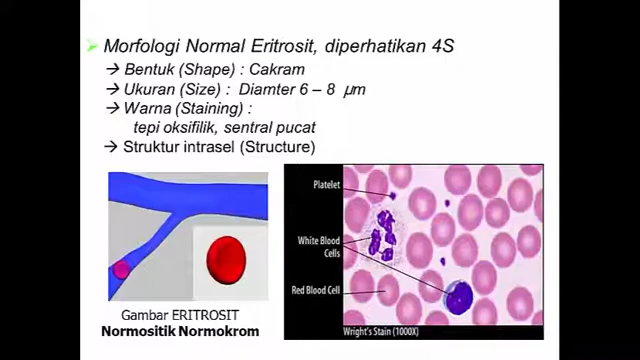 Morfologi Normal Eritrosit, diperhatikan 4S
→ Bentuk (Shape) : Cakram
→ Ukuran (Size) : Diamter 6 – 8 µm
→ Warna (Staining) :
tepi oksifilik, sentral pucat
→ Struktur intrasel (Structure)
Platelet
White Blood
Cells
Red Blood Cell
Wright's Stain (1000X)
Gambar ERITROSIT
Normositik Normokrom